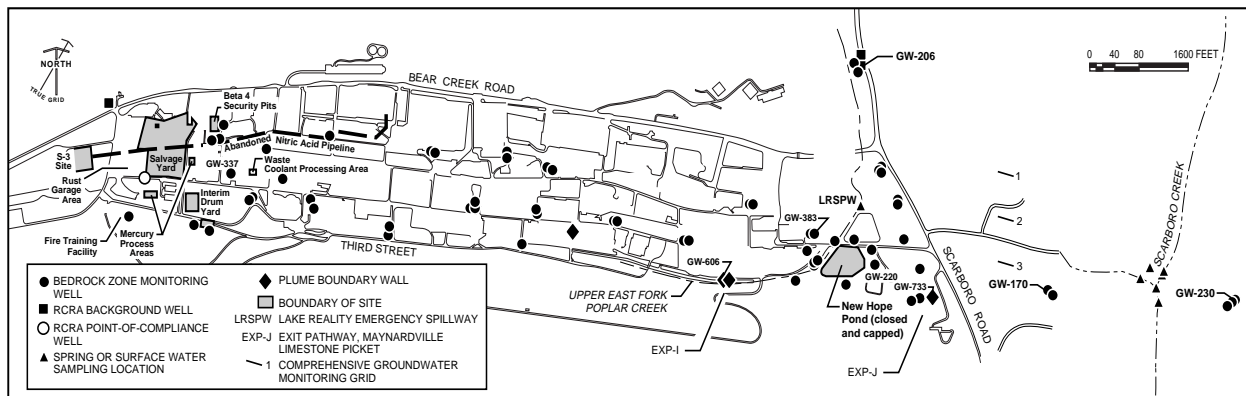 NORTH
TRUE GRID
BEAR CREEK ROAD
GW-206
0 40 80 1600 FEET
Beta 4
Security Pits
Abandoned Nitric Acid Pipeline
S-3
Site
Salvage
Yard
GW-337
Waste
Coolant Processing Area
Rust
Garage
Area
Interim
Drum
Yard
Fire Training
Facility
Mercury
Process
Areas
THIRD STREET
LRSPW
GW-383
GW-606
GW-220
GW-733
GW-170
GW-230
1
2
3
SCARBORO CREEK
SCARBORO ROAD
UPPER EAST FORK
POPLAR CREEK
New Hope
Pond (closed
and capped)
EXP-I
EXP-J
BEDROCK ZONE MONITORING
WELL
RCRA BACKGROUND WELL
RCRA POINT-OF-COMPLIANCE
WELL
SPRING OR SURFACE WATER
SAMPLING LOCATION
PLUME BOUNDARY WALL
BOUNDARY OF SITE
LRSPW LAKE REALITY EMERGENCY SPILLWAY
EXP-J EXIT PATHWAY, MAYNARDVILLE
LIMESTONE PICKET
1 COMPREHENSIVE GROUNDWATER
MONITORING GRID